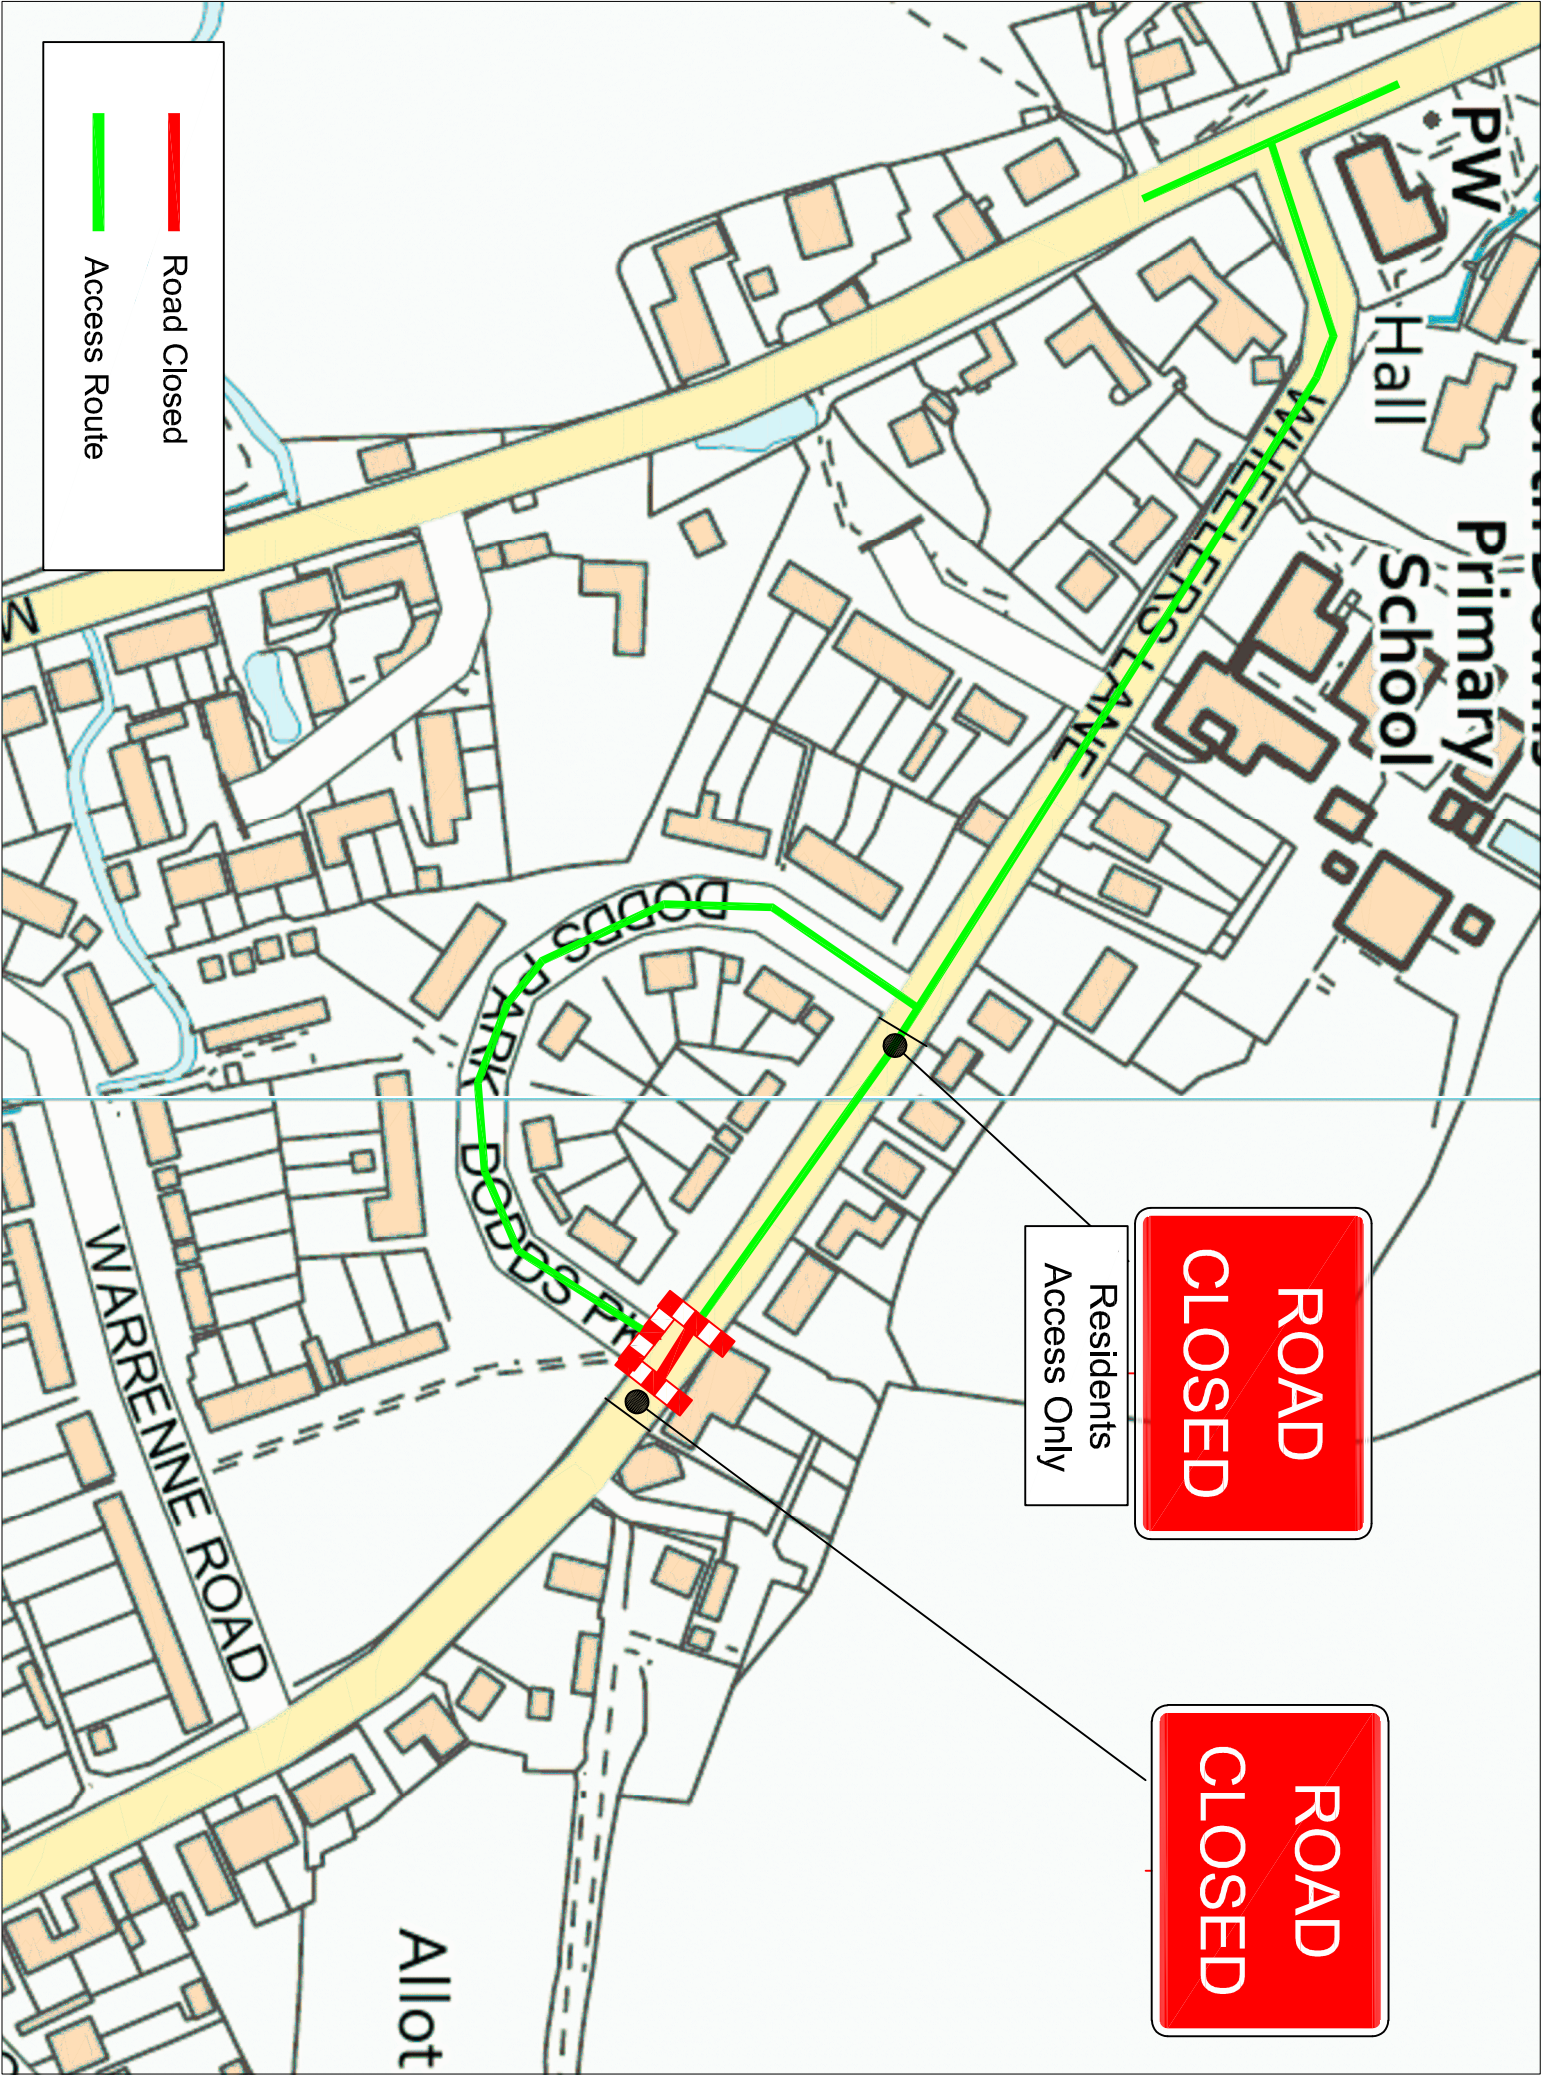 PW
Hall
Primary
School
WHEELERS LANE
DODDS PARK
DODDS PK
WARRENNE ROAD
Allot
ROAD
CLOSED
Residents
Access Only
ROAD
CLOSED
Road Closed
Access Route
M